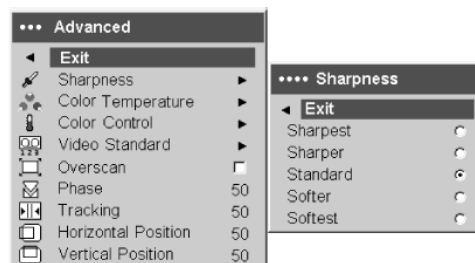 Advanced
Exit
Sharpness
Color Temperature
Color Control
Video Standard
Overscan
Phase 50
Tracking 50
Horizontal Position 50
Vertical Position 50
Sharpness
Exit
Sharpest
Sharper
Standard
Softer
Softest